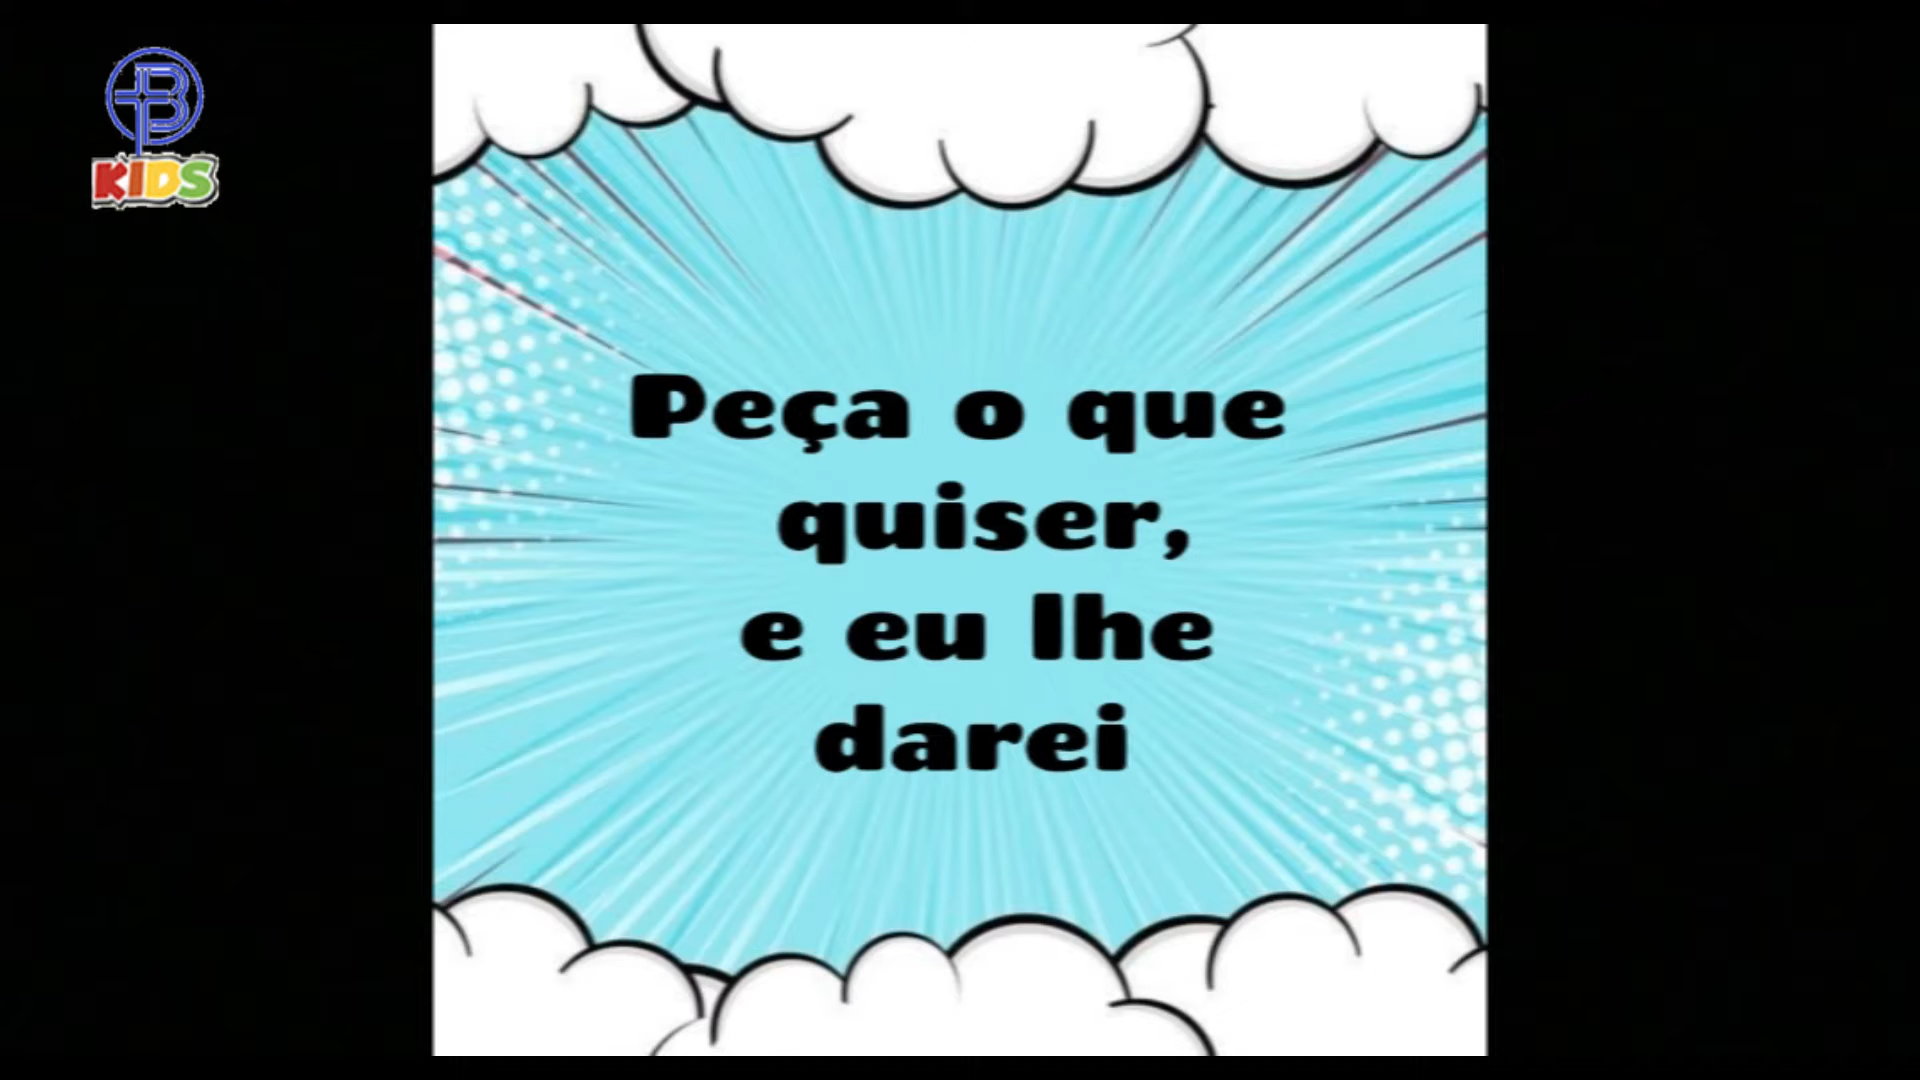 KIDS
Peça o que
quiser,
e eu lhe
darei